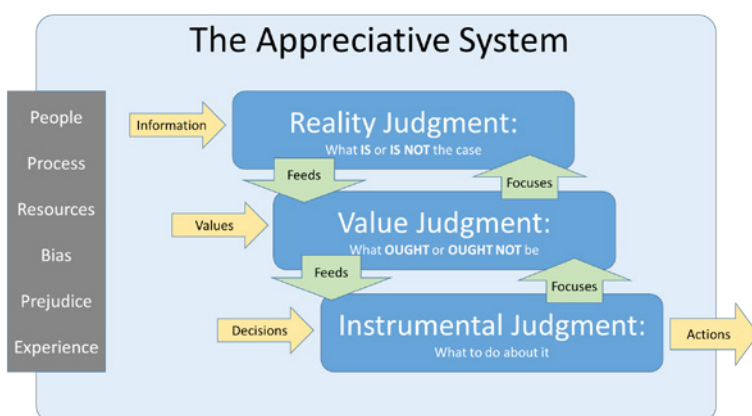 The Appreciative System
People
Process
Resources
Bias
Prejudice
Experience
Information
Reality Judgment:
What IS or IS NOT the case
Feeds
Focuses
Values
Value Judgment:
What OUGHT or OUGHT NOT be
Feeds
Focuses
Decisions
Instrumental Judgment:
What to do about it
Actions